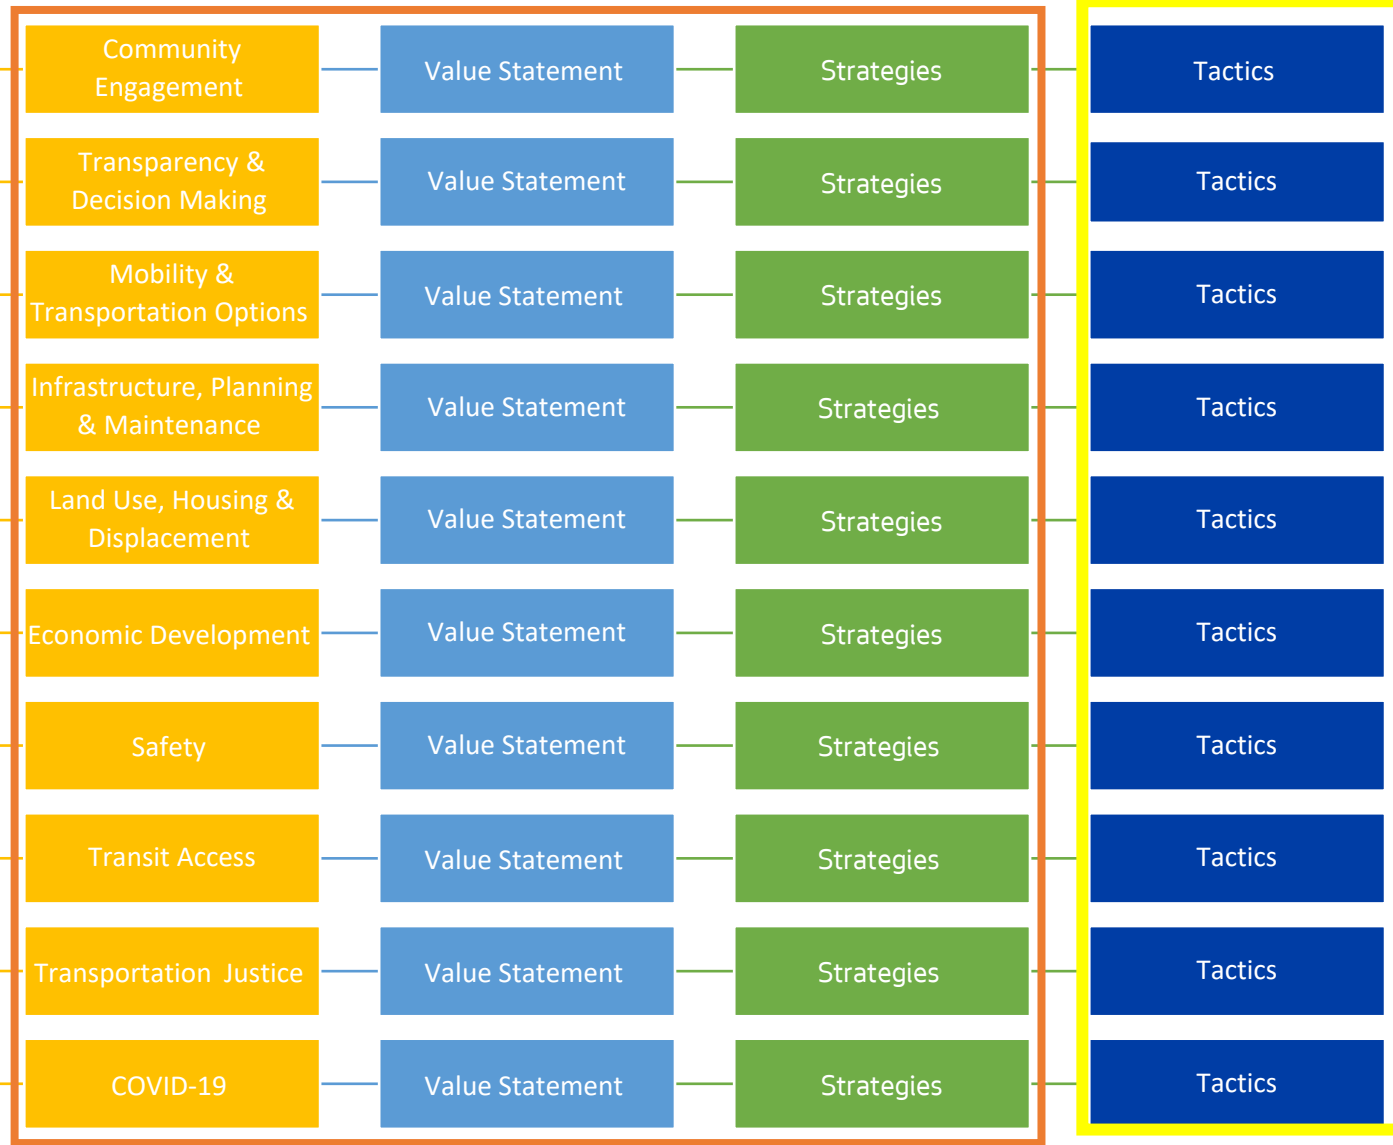 Community
Engagement
Value Statement
Strategies
Tactics
Transparency &
Decision Making
Value Statement
Strategies
Tactics
Mobility &
Transportation Options
Value Statement
Strategies
Tactics
Infrastructure, Planning
& Maintenance
Value Statement
Strategies
Tactics
Land Use, Housing &
Displacement
Value Statement
Strategies
Tactics
Economic Development
Value Statement
Strategies
Tactics
Safety
Value Statement
Strategies
Tactics
Transit Access
Value Statement
Strategies
Tactics
Transportation Justice
Value Statement
Strategies
Tactics
COVID-19
Value Statement
Strategies
Tactics